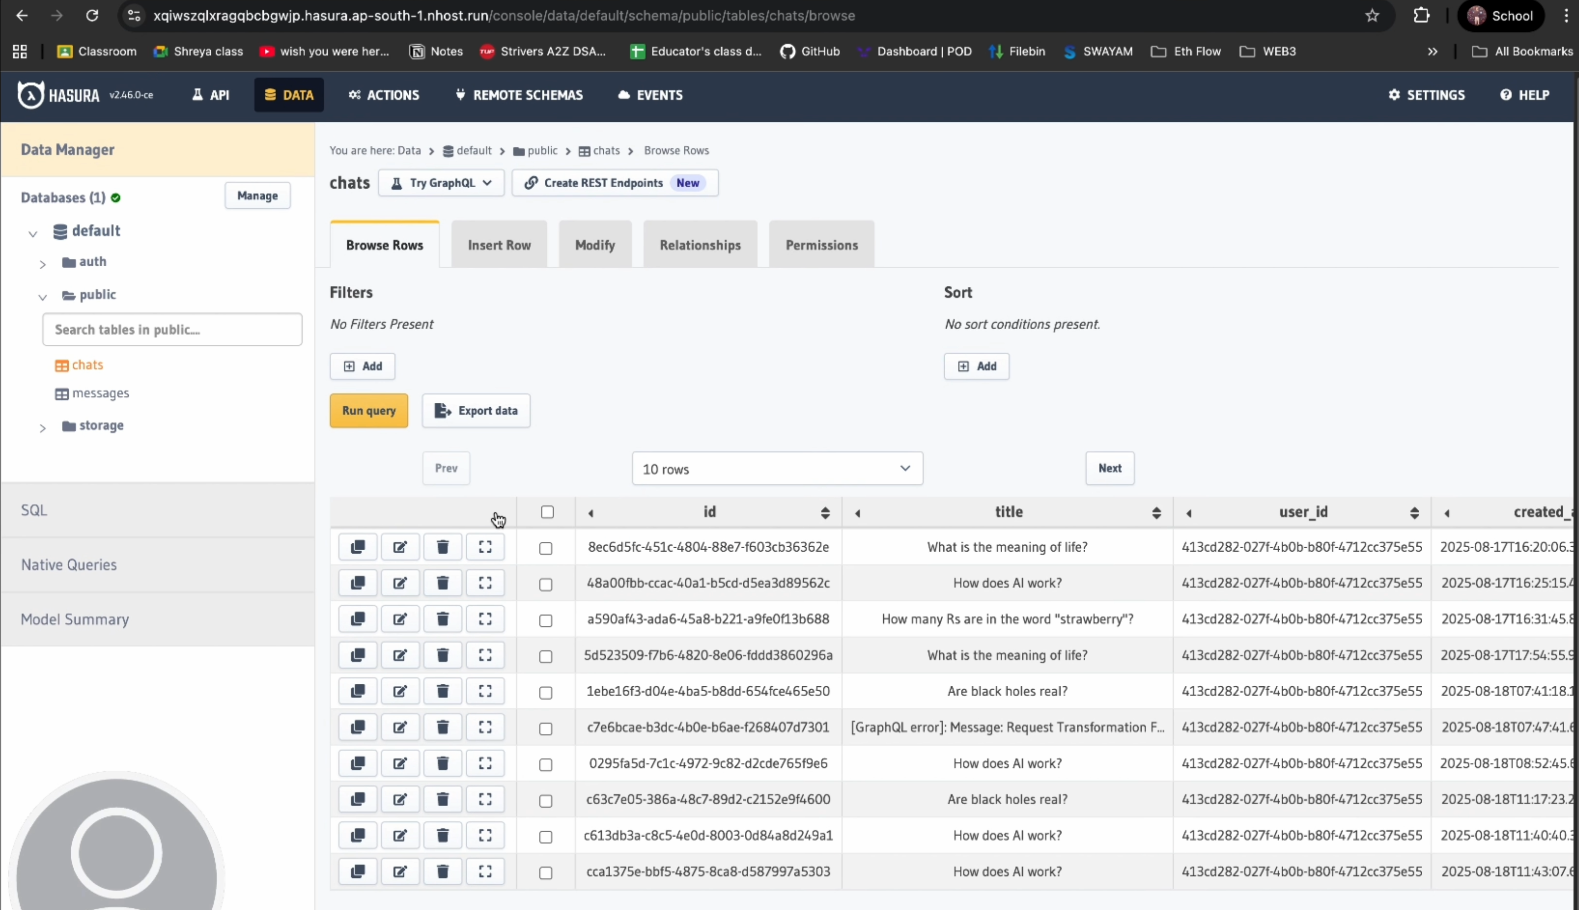 xqiwszqlxragqbcbgwjp.hasura.ap-south-1.nhost.run/console/data/default/schema/public/tables/chats/browse
School
Classroom
Shreya class
wish you were her...
Notes
Strivers A2Z DSA...
Educator's class d...
GitHub
Dashboard | POD
Filebin
SWAYAM
Eth Flow
WEB3
»
All Bookmarks
HASURA v2.46.0-ce
API
DATA
ACTIONS
REMOTE SCHEMAS
EVENTS
SETTINGS
HELP
Data Manager
Databases (1)
Manage
default
auth
public
Search tables in public....
chats
messages
storage
SQL
Native Queries
Model Summary
You are here: Data > default > public > chats > Browse Rows
chats
Try GraphQL
Create REST Endpoints New
Browse Rows
Insert Row
Modify
Relationships
Permissions
Filters
No Filters Present
Add
Sort
No sort conditions present.
Add
Run query
Export data
Prev
10 rows
Next
id title user_id created_a
8ec6d5fc-451c-4804-88e7-f603cb36362e What is the meaning of life? 413cd282-027f-4b0b-b80f-4712cc375e55 2025-08-17T16:20:06.3
48a00fbb-ccac-40a1-b5cd-d5ea3d89562c How does AI work? 413cd282-027f-4b0b-b80f-4712cc375e55 2025-08-17T16:25:15.4
a590af43-ada6-45a8-b221-a9fe0f13b688 How many Rs are in the word "strawberry"? 413cd282-027f-4b0b-b80f-4712cc375e55 2025-08-17T16:31:45.8
5d523509-f7b6-4820-8e06-fddd3860296a What is the meaning of life? 413cd282-027f-4b0b-b80f-4712cc375e55 2025-08-17T17:54:55.9
1ebe16f3-d04e-4ba5-b8dd-654fce465e50 Are black holes real? 413cd282-027f-4b0b-b80f-4712cc375e55 2025-08-18T07:41:18.1
c7e6bcae-b3dc-4b0e-b6ae-f268407d7301 [GraphQL error]: Message: Request Transformation F... 413cd282-027f-4b0b-b80f-4712cc375e55 2025-08-18T07:47:41.6
0295fa5d-7c1c-4972-9c82-d2cde765f9e6 How does AI work? 413cd282-027f-4b0b-b80f-4712cc375e55 2025-08-18T08:52:45.6
c63c7e05-386a-48c7-89d2-c2152e9f4600 Are black holes real? 413cd282-027f-4b0b-b80f-4712cc375e55 2025-08-18T11:17:23.2
c613db3a-c8c5-4e0d-8003-0d84a8d249a1 How does AI work? 413cd282-027f-4b0b-b80f-4712cc375e55 2025-08-18T11:40:40.3
cca1375e-bbf5-4875-8ca8-d587997a5303 How does AI work? 413cd282-027f-4b0b-b80f-4712cc375e55 2025-08-18T11:43:07.6